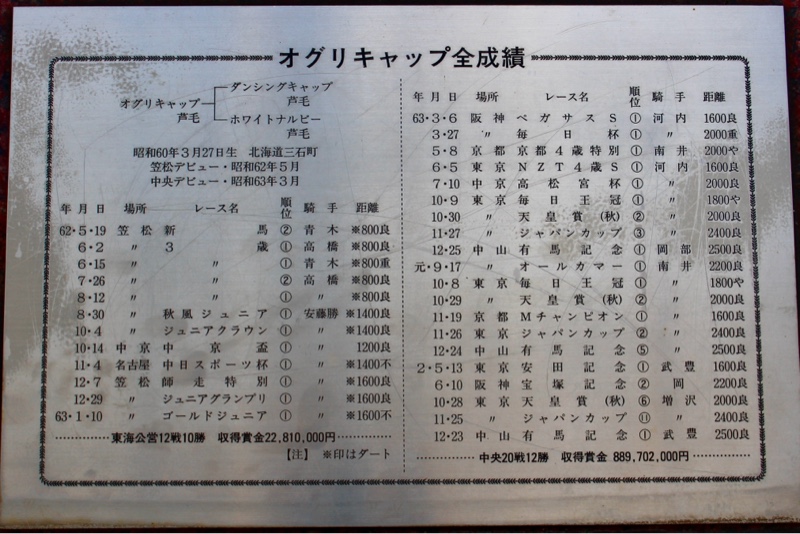 オグリキャップ全成績
オグリキャップ
芦毛
ダンシングキャップ
芦毛
ホワイトナルビー
芦毛
昭和60年3月27日生 北海道三石町
笠松デビュー・昭和62年5月
中央デビュー・昭和63年3月
年月日 場所 レース名 順位 騎手 距離
62・5・19 笠松 新馬 ② 青木 ※800良
6・2 〃 3歳 ① 高橋 ※800良
6・15 〃 〃 ① 青木 ※800重
7・26 〃 〃 ② 高橋 ※800良
8・12 〃 〃 ① 〃 ※800良
8・30 〃 秋風ジュニア ① 安藤勝 ※1400良
10・4 〃 ジュニアクラウン ① 〃 ※1400良
10・14 中京 中京盃 ① 〃 1200良
11・4 名古屋 中日スポーツ杯 ① 〃 ※1400不
12・7 笠松 師走特別 ① 〃 ※1600良
12・29 〃 ジュニアグランプリ ① 〃 ※1600良
63・1・10 〃 ゴールドジュニア ① 〃 ※1600不
東海公営12戦10勝 収得賞金22,810,000円
【注】 ※印はダート
年月日 場所 レース名 順位 騎手 距離
63・3・6 阪神 ペガサスS ① 河内 1600良
3・27 〃 毎日杯 ① 〃 2000重
5・8 京都 京都4歳特別 ① 南井 2000や
6・5 東京 NZT4歳S ① 河内 1600良
7・10 中京 高松宮杯 ① 〃 2000良
10・9 東京 毎日王冠 ① 〃 1800や
10・30 〃 天皇賞(秋) ② 〃 2000良
11・27 〃 ジャパンカップ ③ 〃 2400良
12・25 中山 有馬記念 ① 岡部 2500良
元・9・17 〃 オールカマー ① 南井 2200良
10・8 東京 毎日王冠 ① 〃 1800や
10・29 〃 天皇賞(秋) ② 〃 2000良
11・19 京都 Mチャンピオン ① 〃 1600良
11・26 東京 ジャパンカップ ② 〃 2400良
12・24 中山 有馬記念 ⑤ 〃 2500良
2・5・13 東京 安田記念 ① 武豊 1600良
6・10 阪神 宝塚記念 ② 岡 2200良
10・28 東京 天皇賞(秋) ⑥ 増沢 2000良
11・25 〃 ジャパンカップ ⑪ 〃 2400良
12・23 中山 有馬記念 ① 武豊 2500良
中央20戦12勝 収得賞金 889,702,000円